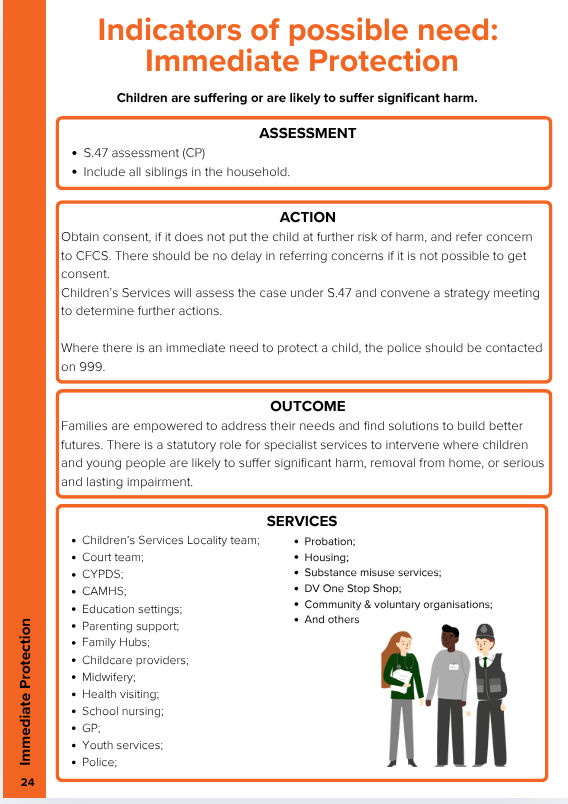 Indicators of possible need:
Immediate Protection
Children are suffering or are likely to suffer significant harm.
ASSESSMENT
• S.47 assessment (CP)
• Include all siblings in the household.
ACTION
Obtain consent, if it does not put the child at further risk of harm, and refer concern
to CFCS. There should be no delay in referring concerns if it is not possible to get
consent.
Children's Services will assess the case under S.47 and convene a strategy meeting
to determine further actions.
Where there is an immediate need to protect a child, the police should be contacted
on 999.
OUTCOME
Families are empowered to address their needs and find solutions to build better
futures. There is a statutory role for specialist services to intervene where children
and young people are likely to suffer significant harm, removal from home, or serious
and lasting impairment.
SERVICES
• Children's Services Locality team;
• Court team;
• CYPDS;
• CAMHS;
• Education settings;
• Parenting support;
• Family Hubs;
• Childcare providers;
• Midwifery;
• Health visiting;
• School nursing;
• GP;
• Youth services;
• Police;
• Probation;
• Housing;
• Substance misuse services;
• DV One Stop Shop;
• Community & voluntary organisations;
• And others
Immediate Protection
24